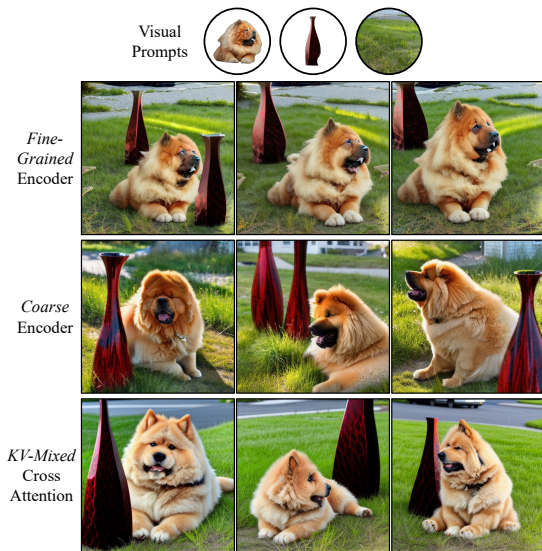 Visual
Prompts
Fine-
Grained
Encoder
Coarse
Encoder
KV-Mixed
Cross
Attention